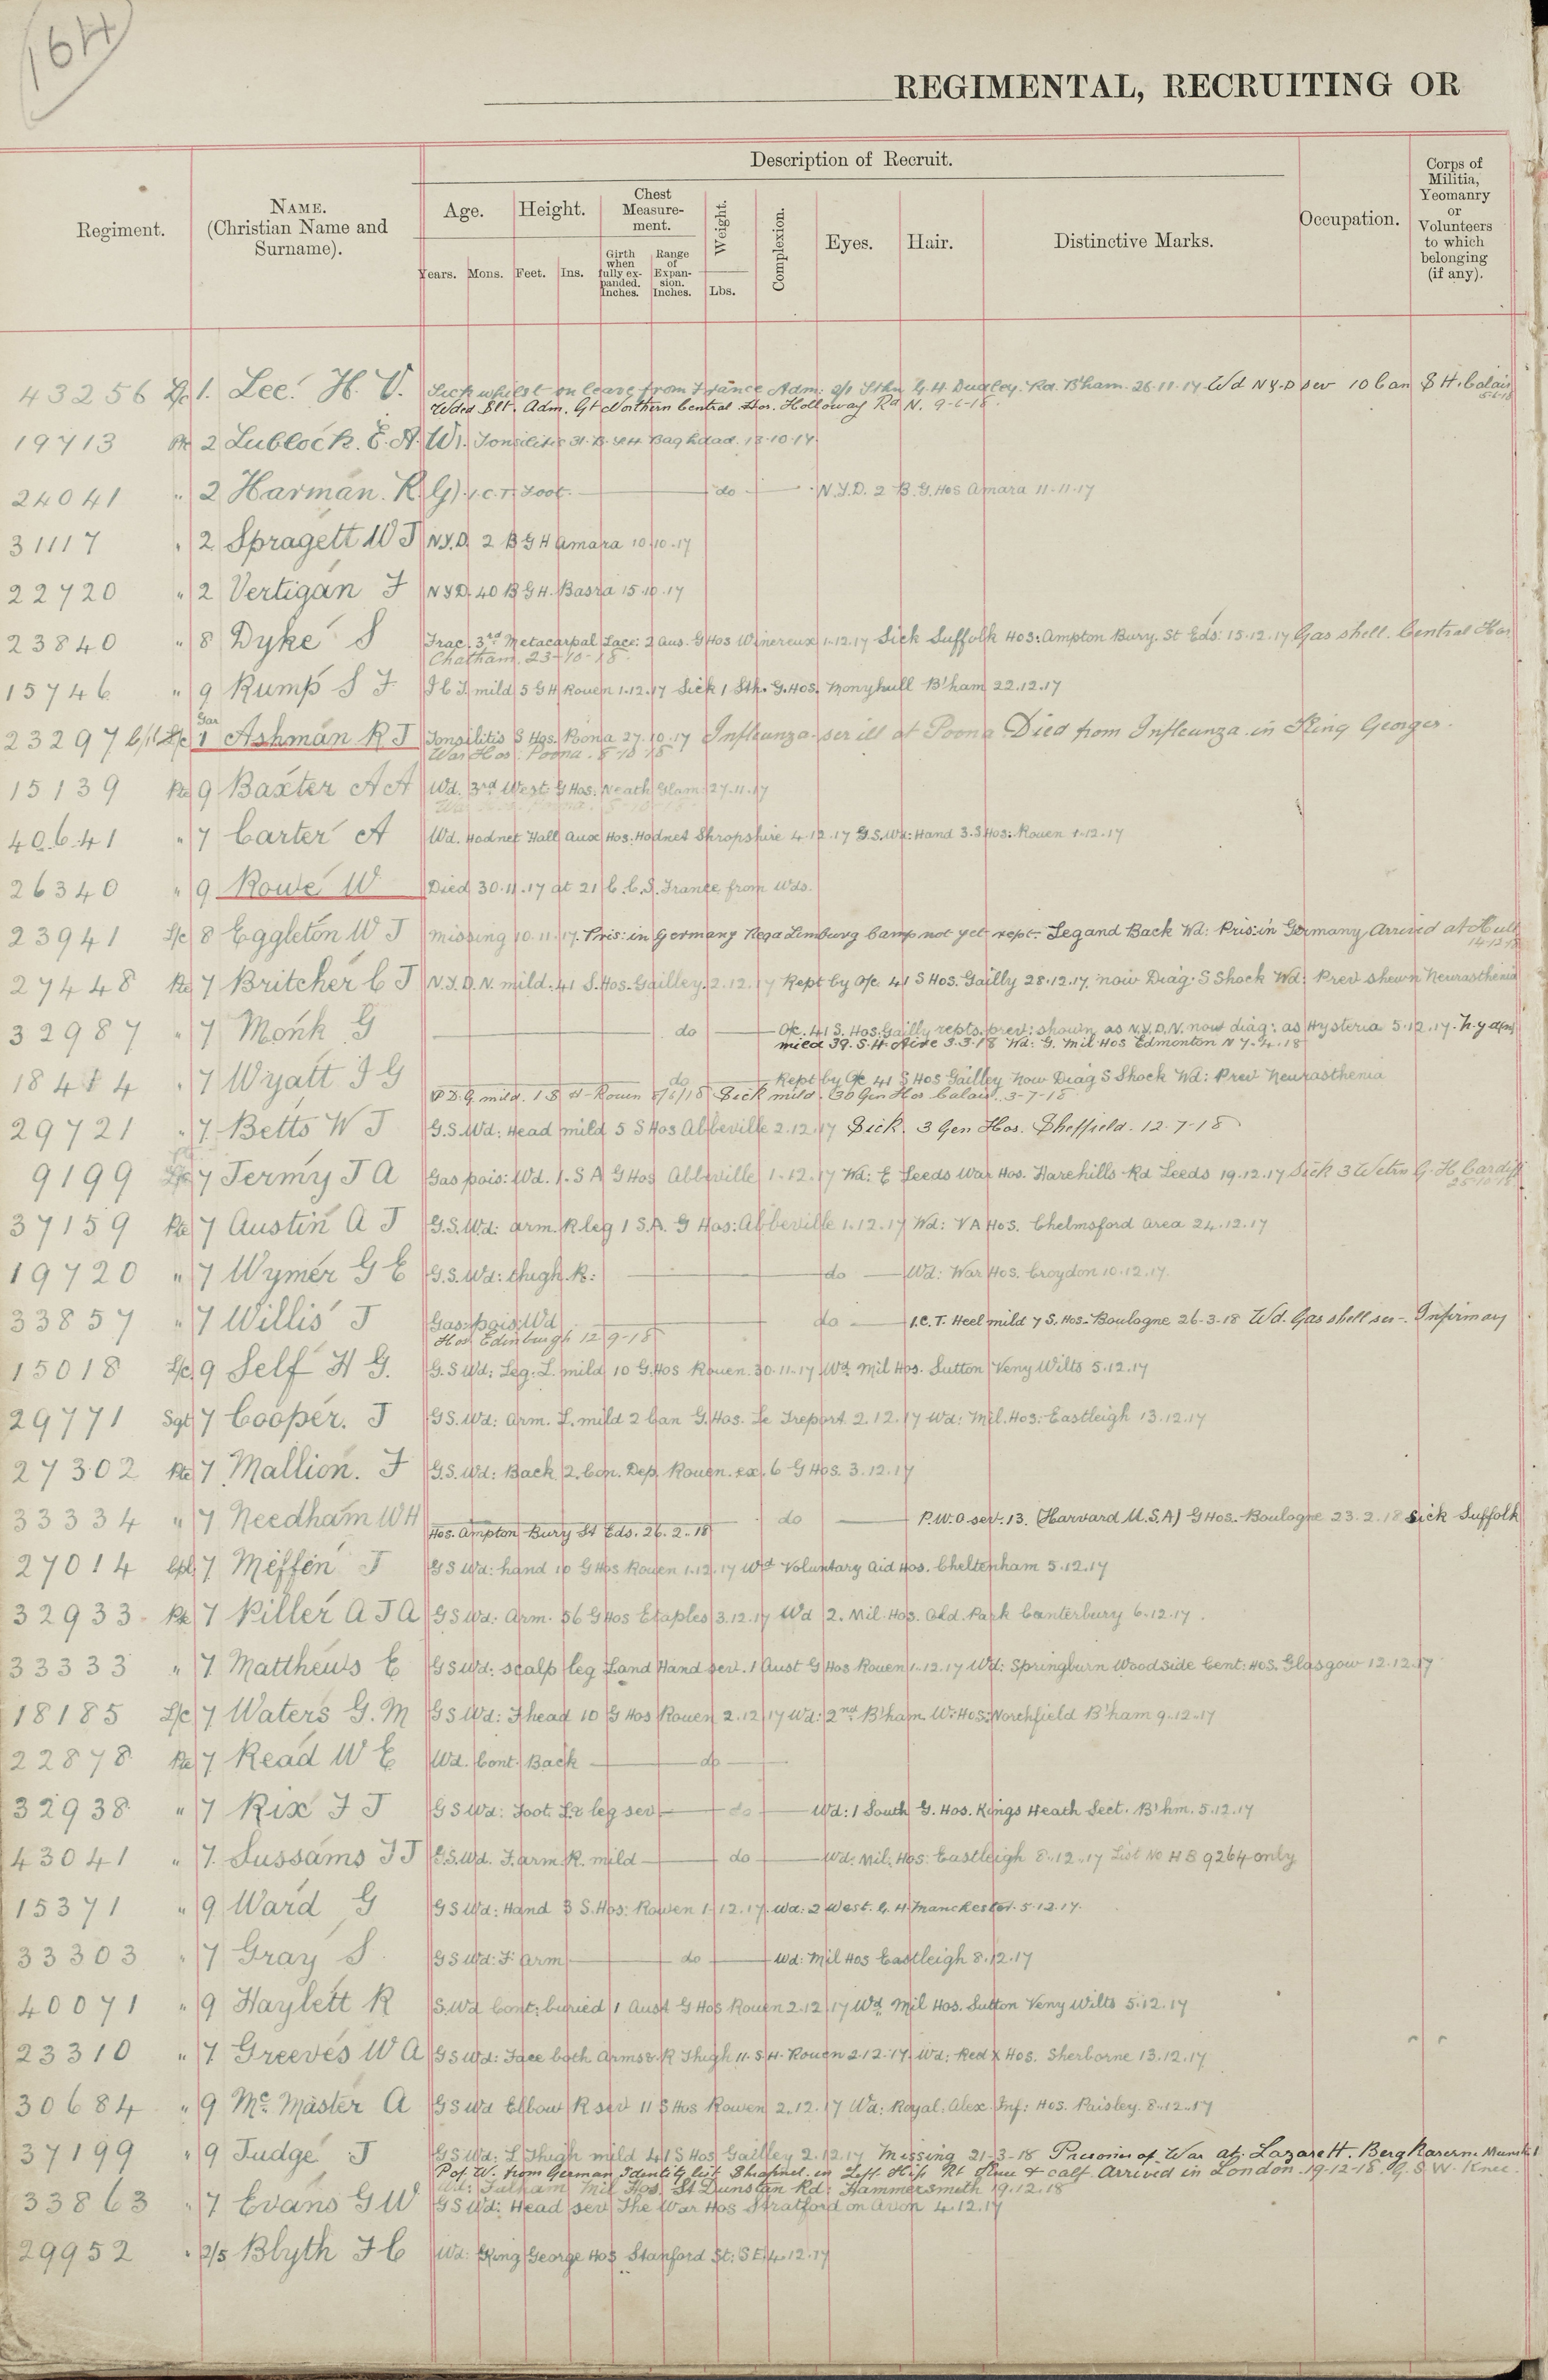 164
REGIMENTAL, RECRUITING OR
Description of Recruit.
Regiment.
NAME.
(Christian Name and
Surname).
Age.
Height.
Chest
Measure-
ment.
Weight.
Complexion.
Eyes.
Hair.
Distinctive Marks.
Occupation.
Corps of
Militia,
Yeomanry
or
Volunteers
to which
belonging
(if any).
Years.
Mons.
Feet.
Ins.
Girth
when
fully ex-
panded.
Inches.
Range
of
Expan-
sion.
Inches.
Lbs.
43256 L/c 1. Lee. H. V. Sick whilst on leave from France Adm: Sthn G. H. Dudley Rd. B'ham. 26.11.17 Wd N.Y.D sev 10 Can S H. Calais
Wded Slt. Adm. Gt Northern Central Hos. Holloway Rd N. 9-6-18.
19713 Pte 2 Lublock. E. A. W. Tonsilitis 31. B. S H Baghdad. 13.10.17.
24041 " 2 Harman. R. G. I.C.T. Foot. do N.Y.D. 2 B. G. Hos Amara 11.11.17
31117 " 2 Spragett W J N.Y.D. 2 B G H Amara 10.10.17
22720 " 2 Vertigan F N Y D. 40 B G H. Basra 15.10.17
23840 " 8 Dyke S Frac. 3rd Metacarpal Lace: 2 Aus. G Hos Wimereux 1.12.17 Sick Suffolk Hos: Ampton Bury. St Eds. 15.12.17 Gas shell. Central Hos
Chatham. 23-10-18.
15746 " 9 Rump S F I C T mild 5 G H Rouen 1.12.17 Sick 1 Sth. G. Hos. Monyhull B'ham 22.12.17
Gar
23297 L/c 1 Ashman R J Tonsilitis S Hos. Poona 27.10.17 Influenza ser ill at Poona Died from Influenza in King Georges
War Hos. Poona. 8-10-18
15139 Pte 9 Baxter A A Wd. 3rd West G Hos. Neath Glam. 27.11.17
40641 " 7 Carter A Wd. Hodnet Hall Aux Hos. Hodnet Shropshire 4.12.17 G.S.Wd: Hand 3. S Hos: Rouen 1.12.17
26340 " 9 Rowe W Died 30.11.17 at 21 C.C.S. France from Wds.
23941 L/c 8 Eggleton W J Missing 10.11.17. Pris: in Germany Rega Limburg Camp not yet rept. Leg and Back Wd: Pris: in Germany Arrived at Hull
27448 Pte 7 Britcher C J N.Y.D.N. mild. 41 S. Hos. Gailley. 2.12.17 Rept by O/c 41 S Hos. Gailly 28.12.17 now Diag: S Shock Wd: Prev shewn Neurasthenia
32987 " 7 Monk G do O/c. 41 S. Hos. Gailly repts. prev: shown as N.Y.D.N. now diag: as Hysteria 5.12.17.
mild 39. S. H. Aire 3.3.18 Wd: G. Mil Hos Edmonton N 7.4.18
18414 " 7 Wyatt J G do Rept by O/c 41 S Hos Gailley now Diag S Shock Wd: Prev Neurasthenia
mild. 1 S H Rouen Sick mild. 30 Gen Hos Calais. 3-7-18
29721 " 7 Betts W J G.S.Wd: Head mild 5 S Hos Abbeville 2.12.17 Sick. 3 Gen Hos. Sheffield. 12.7.18
9199 7 Jermy J A Gas pois: Wd. 1. S A G Hos Abbeville 1.12.17 Wd: E Leeds War Hos. Harehills Rd Leeds 19.12.17 Sick 3 Wstrn G. H Cardiff
37159 Pte 7 Austin A J G.S.Wd: arm. R leg 1 S.A. G Hos: Abbeville 1.12.17 Wd: V A Hos. Chelmsford area 24.12.17
19720 " 7 Wymer G E G.S.Wd: thigh R: do Wd: War Hos. Croydon 10.12.17.
33857 " 7 Willis J Gas pois: Wd do I.C.T. Heel mild 7 S. Hos. Boulogne 26.3.18 Wd. Gas shell ser. Infirmary
Hos Edinburgh 12-9-18
15018 L/c 9 Self H G. G.S Wd: Leg. L. mild 10 G. Hos Rouen 30.11.17 Wd Mil Hos. Sutton Veny Wilts 5.12.17
29771 Sgt 7 Cooper. J G S. Wd: Arm. L. mild 2 Can G. Hos. Le Treport. 2.12.17 Wd: Mil. Hos: Eastleigh 13.12.17
27302 Pte 7 Mallion. F G.S. Wd: Back 2. Con. Dep. Rouen. ex. 6 G Hos. 3.12.17
33334 " 7 Needham W H do P.U.O sev. 13. (Harvard U.S.A) G Hos. Boulogne 23.2.18 Sick Suffolk
Hos. Ampton Bury St Eds. 26.2.18
27014 Cpl 7 Meffen J G S Wd: hand 10 G Hos Rouen 1.12.17 Wd Voluntary Aid Hos. Cheltenham 5.12.17
32933 Pte 7 Piller A J A G S Wd. Arm. 56 G Hos Etaples 3.12.17 Wd 2. Mil. Hos. Old. Park Canterbury 6.12.17.
33333 " 7 Matthews E G S Wd: scalp leg L and Hand sev. 1 Aust G Hos Rouen 1.12.17 Wd: Springburn Woodside Cent: Hos. Glasgow 12.12.17
18185 L/c 7 Waters G. M G S Wd: F head 10 G Hos Rouen 2.12.17 Wd: 2nd B'ham. W. Hos: Northfield B'ham 9.12.17
22878 Pte 7 Read W E Wd. Cont. Back do
32938 " 7 Rix F J G S Wd: Foot L & leg sev do Wd: 1 South G. Hos. Kings Heath Sect. B'hm. 5.12.17
43041 " 7. Sussams J J G.S.Wd. F. arm. R. mild do Wd: Mil. Hos: Eastleigh 8.12.17 List No H B 9264 only
15371 " 9 Ward G G S Wd: Hand 3 S. Hos: Rouen 1.12.17. Wd: 2 West. G. H. Manchester. 5.12.17.
33303 " 7 Gray S. G S Wd: F. Arm do Wd: Mil Hos Eastleigh 8.12.17
40071 " 9 Haylett R S. Wd Cont: buried 1 Aust G Hos Rouen 2.12.17 Wd Mil Hos. Sutton Veny Wilts 5.12.17
23310 " 7 Greeves W A G S Wd: Face both Arms & R Thigh 11. S H. Rouen 2.12.17. Wd: Red X Hos. Sherborne 13.12.17
30684 " 9 Mc Master A G S Wd Elbow R sev 11 S Hos Rouen 2.12.17 Wd: Royal. Alex. Inf: Hos. Paisley. 8.12.17
37199 " 9 Judge J G S Wd: L Thigh mild 41 S Hos Gailley 2.12.17 Missing 21-3-18 Prisoner of War at Lazarett. Berg Kaserne
P of W. from German Identity list. Shrapnel in Left Hip Rt Knee & calf. Arrived in London 19-12-18. G. S W. Knee.
Wd: Fulham Mil Hos St Dunstan Rd: Hammersmith 19.12.18
33863 " 7 Evans G W G S Wd: Head sev The War Hos Stratford on Avon 4.12.17
29952 " 2/5 Blyth F C Wd: King George Hos Stanford St: S E. 4.12.17